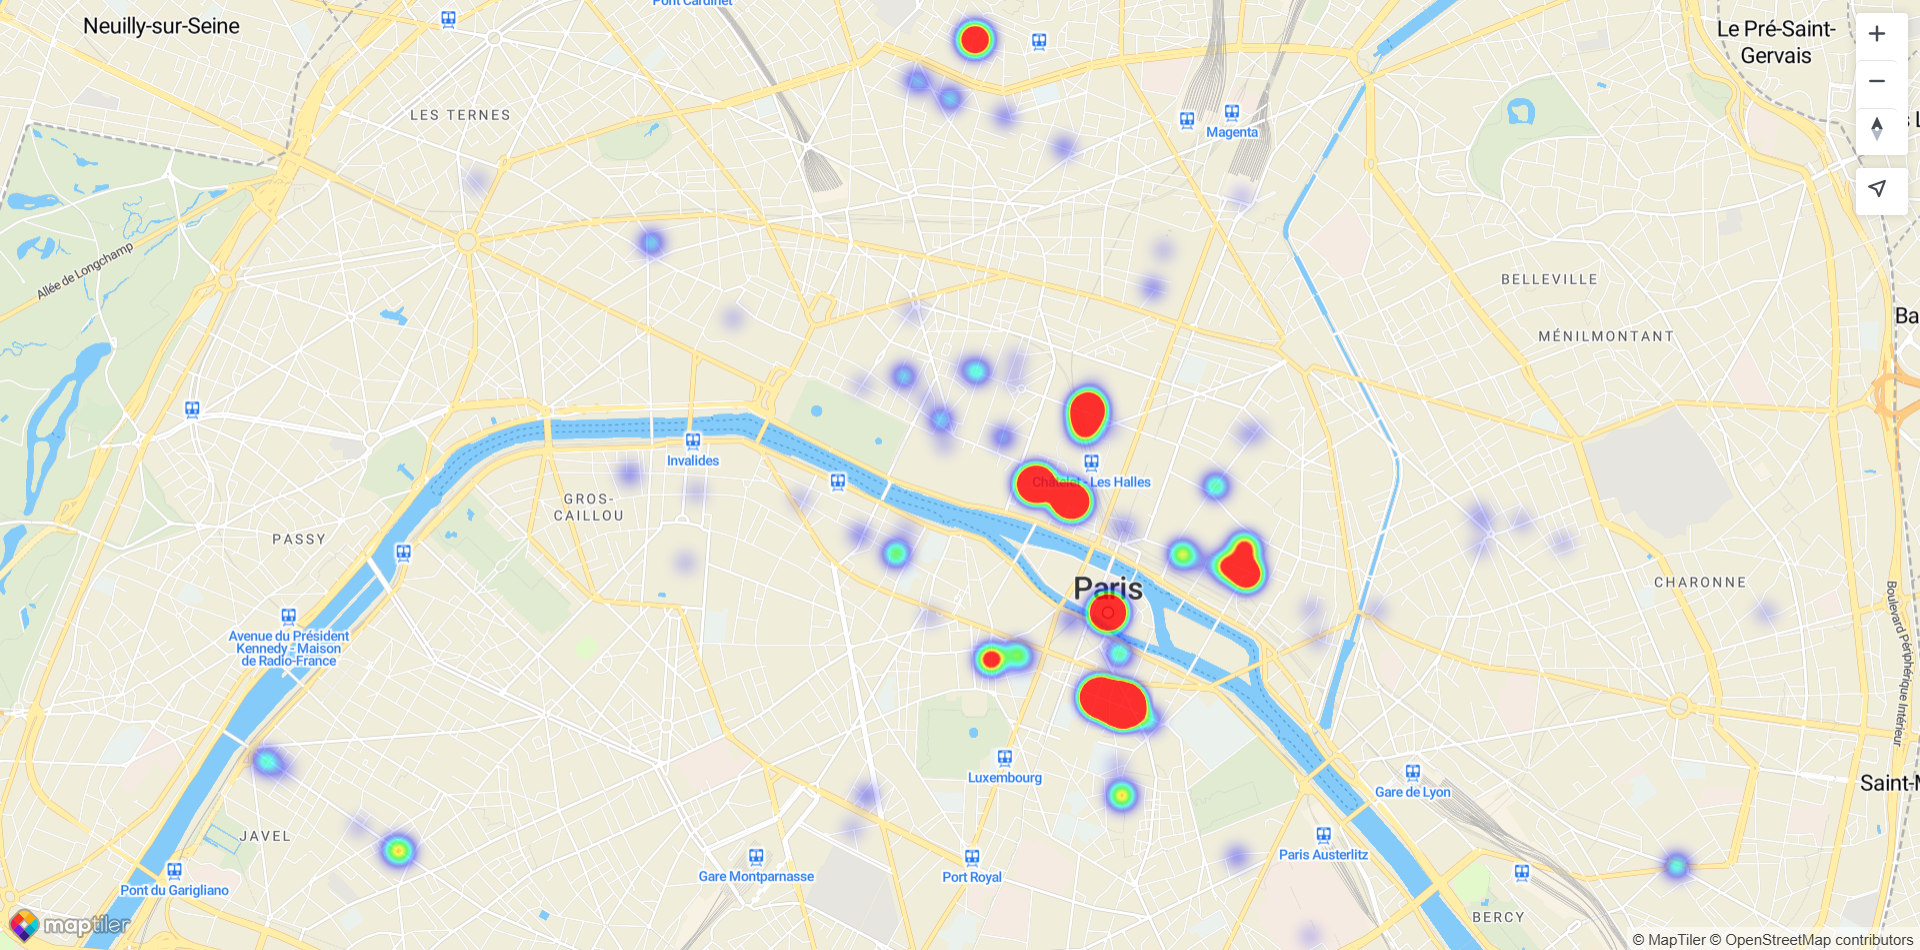 Pont Cardinet
Neuilly-sur-Seine
Le Pré-Saint-
Gervais
LES TERNES
Magenta
Allée de Longchamp
BELLEVILLE
Ba
MÉNILMONTANT
Invalides
Châtelet - Les Halles
GROS-
CAILLOU
PASSY
Paris
CHARONNE
Boulevard Périphérique Intérieur
Avenue du Président
Kennedy - Maison
de Radio-France
Luxembourg
Gare de Lyon
Saint-M
JAVEL
Paris Austerlitz
Gare Montparnasse
Port Royal
Pont du Garigliano
BERCY
maptiler
© MapTiler © OpenStreetMap contributors